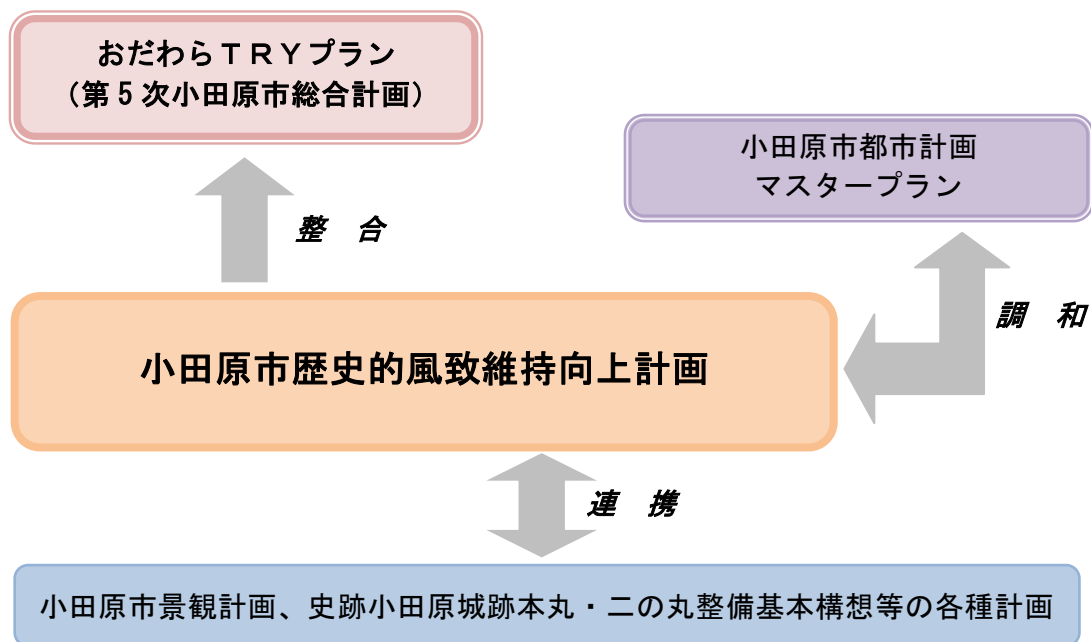 おだわらＴＲＹプラン
（第５次小田原市総合計画）
小田原市都市計画
マスタープラン
整　合
調　和
小田原市歴史的風致維持向上計画
連　携
小田原市景観計画、史跡小田原城跡本丸・二の丸整備基本構想等の各種計画